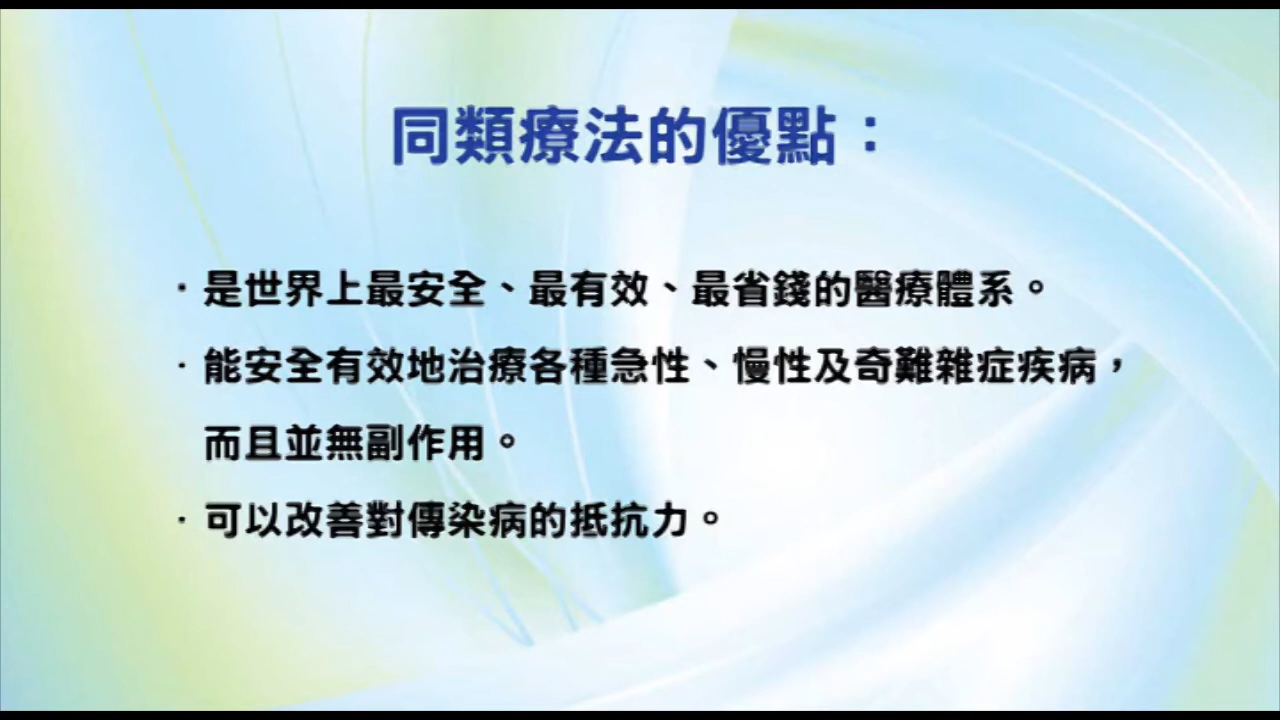 同類療法的優點：
·是世界上最安全、最有效、最省錢的醫療體系。
·能安全有效地治療各種急性、慢性及奇難雜症疾病，
而且並無副作用。
·可以改善對傳染病的抵抗力。